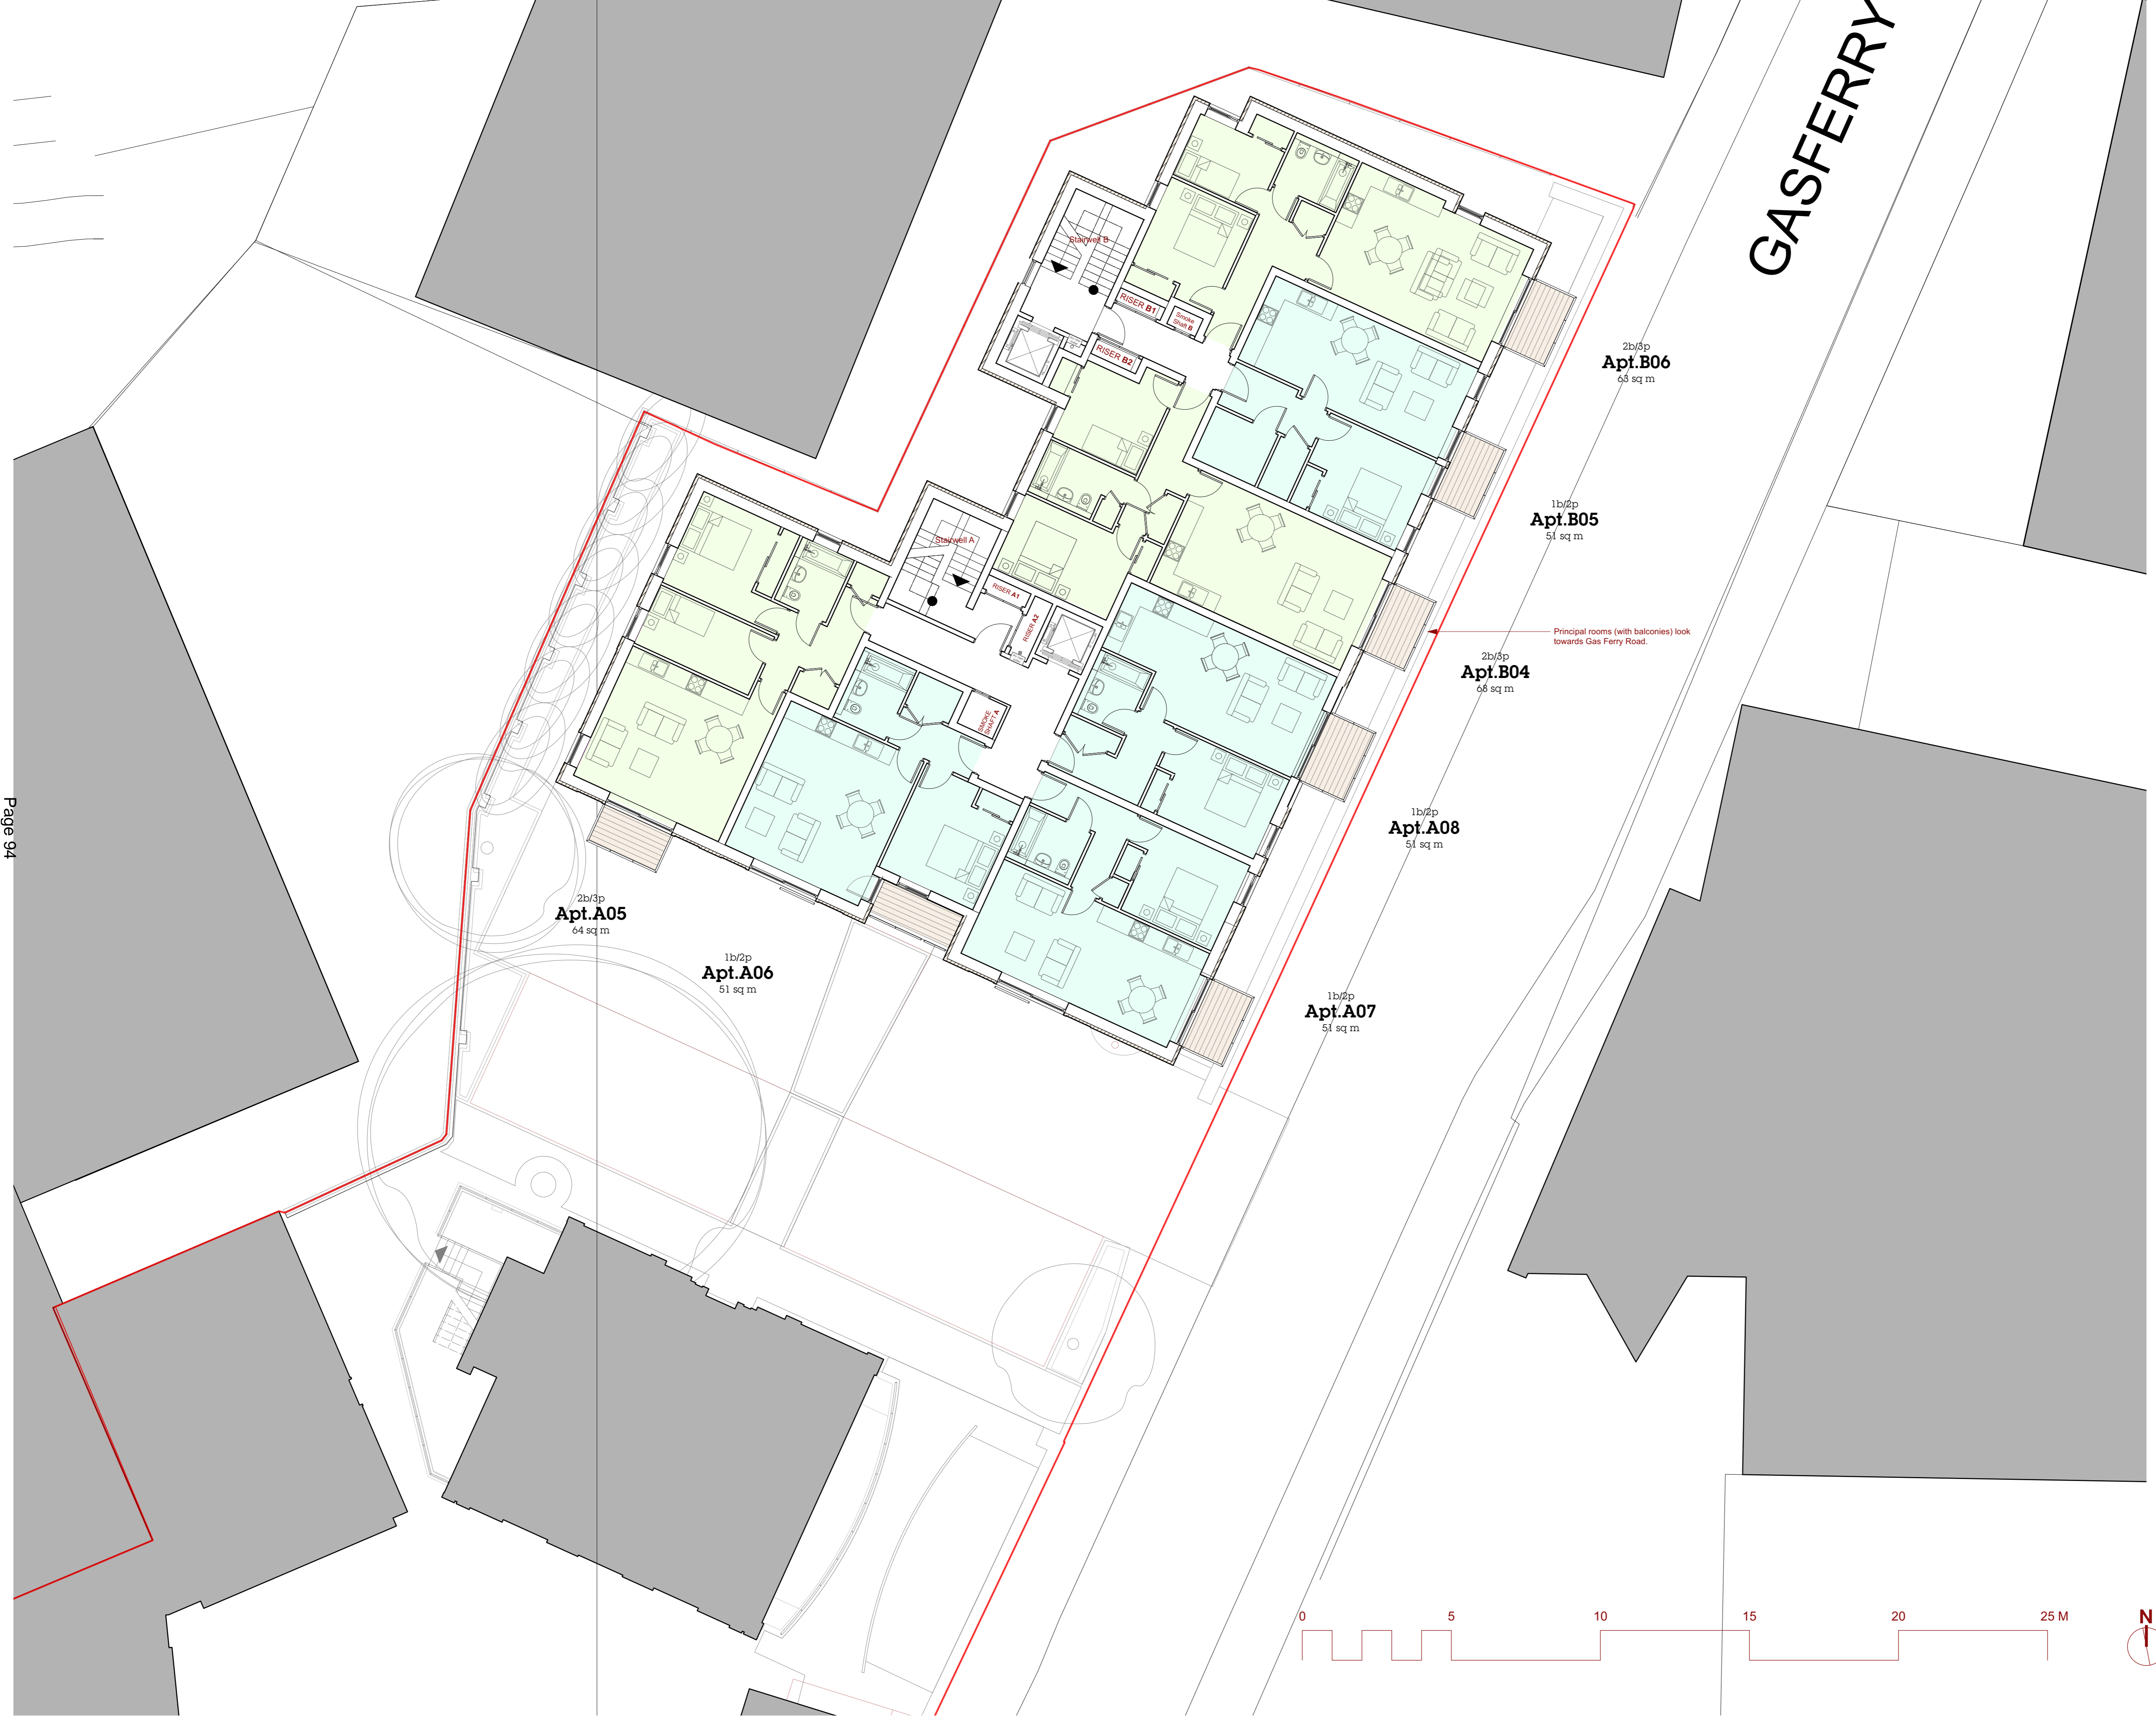 GASFERRY
Stairwell B
RISER B1
Smoke
Shaft B
RISER B2
2b/3p
Apt.B06
63 sq m
1b/2p
Apt.B05
51 sq m
Stairwell A
RISER A1
RISER A2
Principal rooms (with balconies) look
towards Gas Ferry Road.
2b/3p
Apt.B04
68 sq m
SMOKE
SHAFT A
1b/2p
Apt.A08
51 sq m
Page 94
2b/3p
Apt.A05
64 sq m
1b/2p
Apt.A06
51 sq m
1b/2p
Apt.A07
51 sq m
0 5 10 15 20 25 M
N